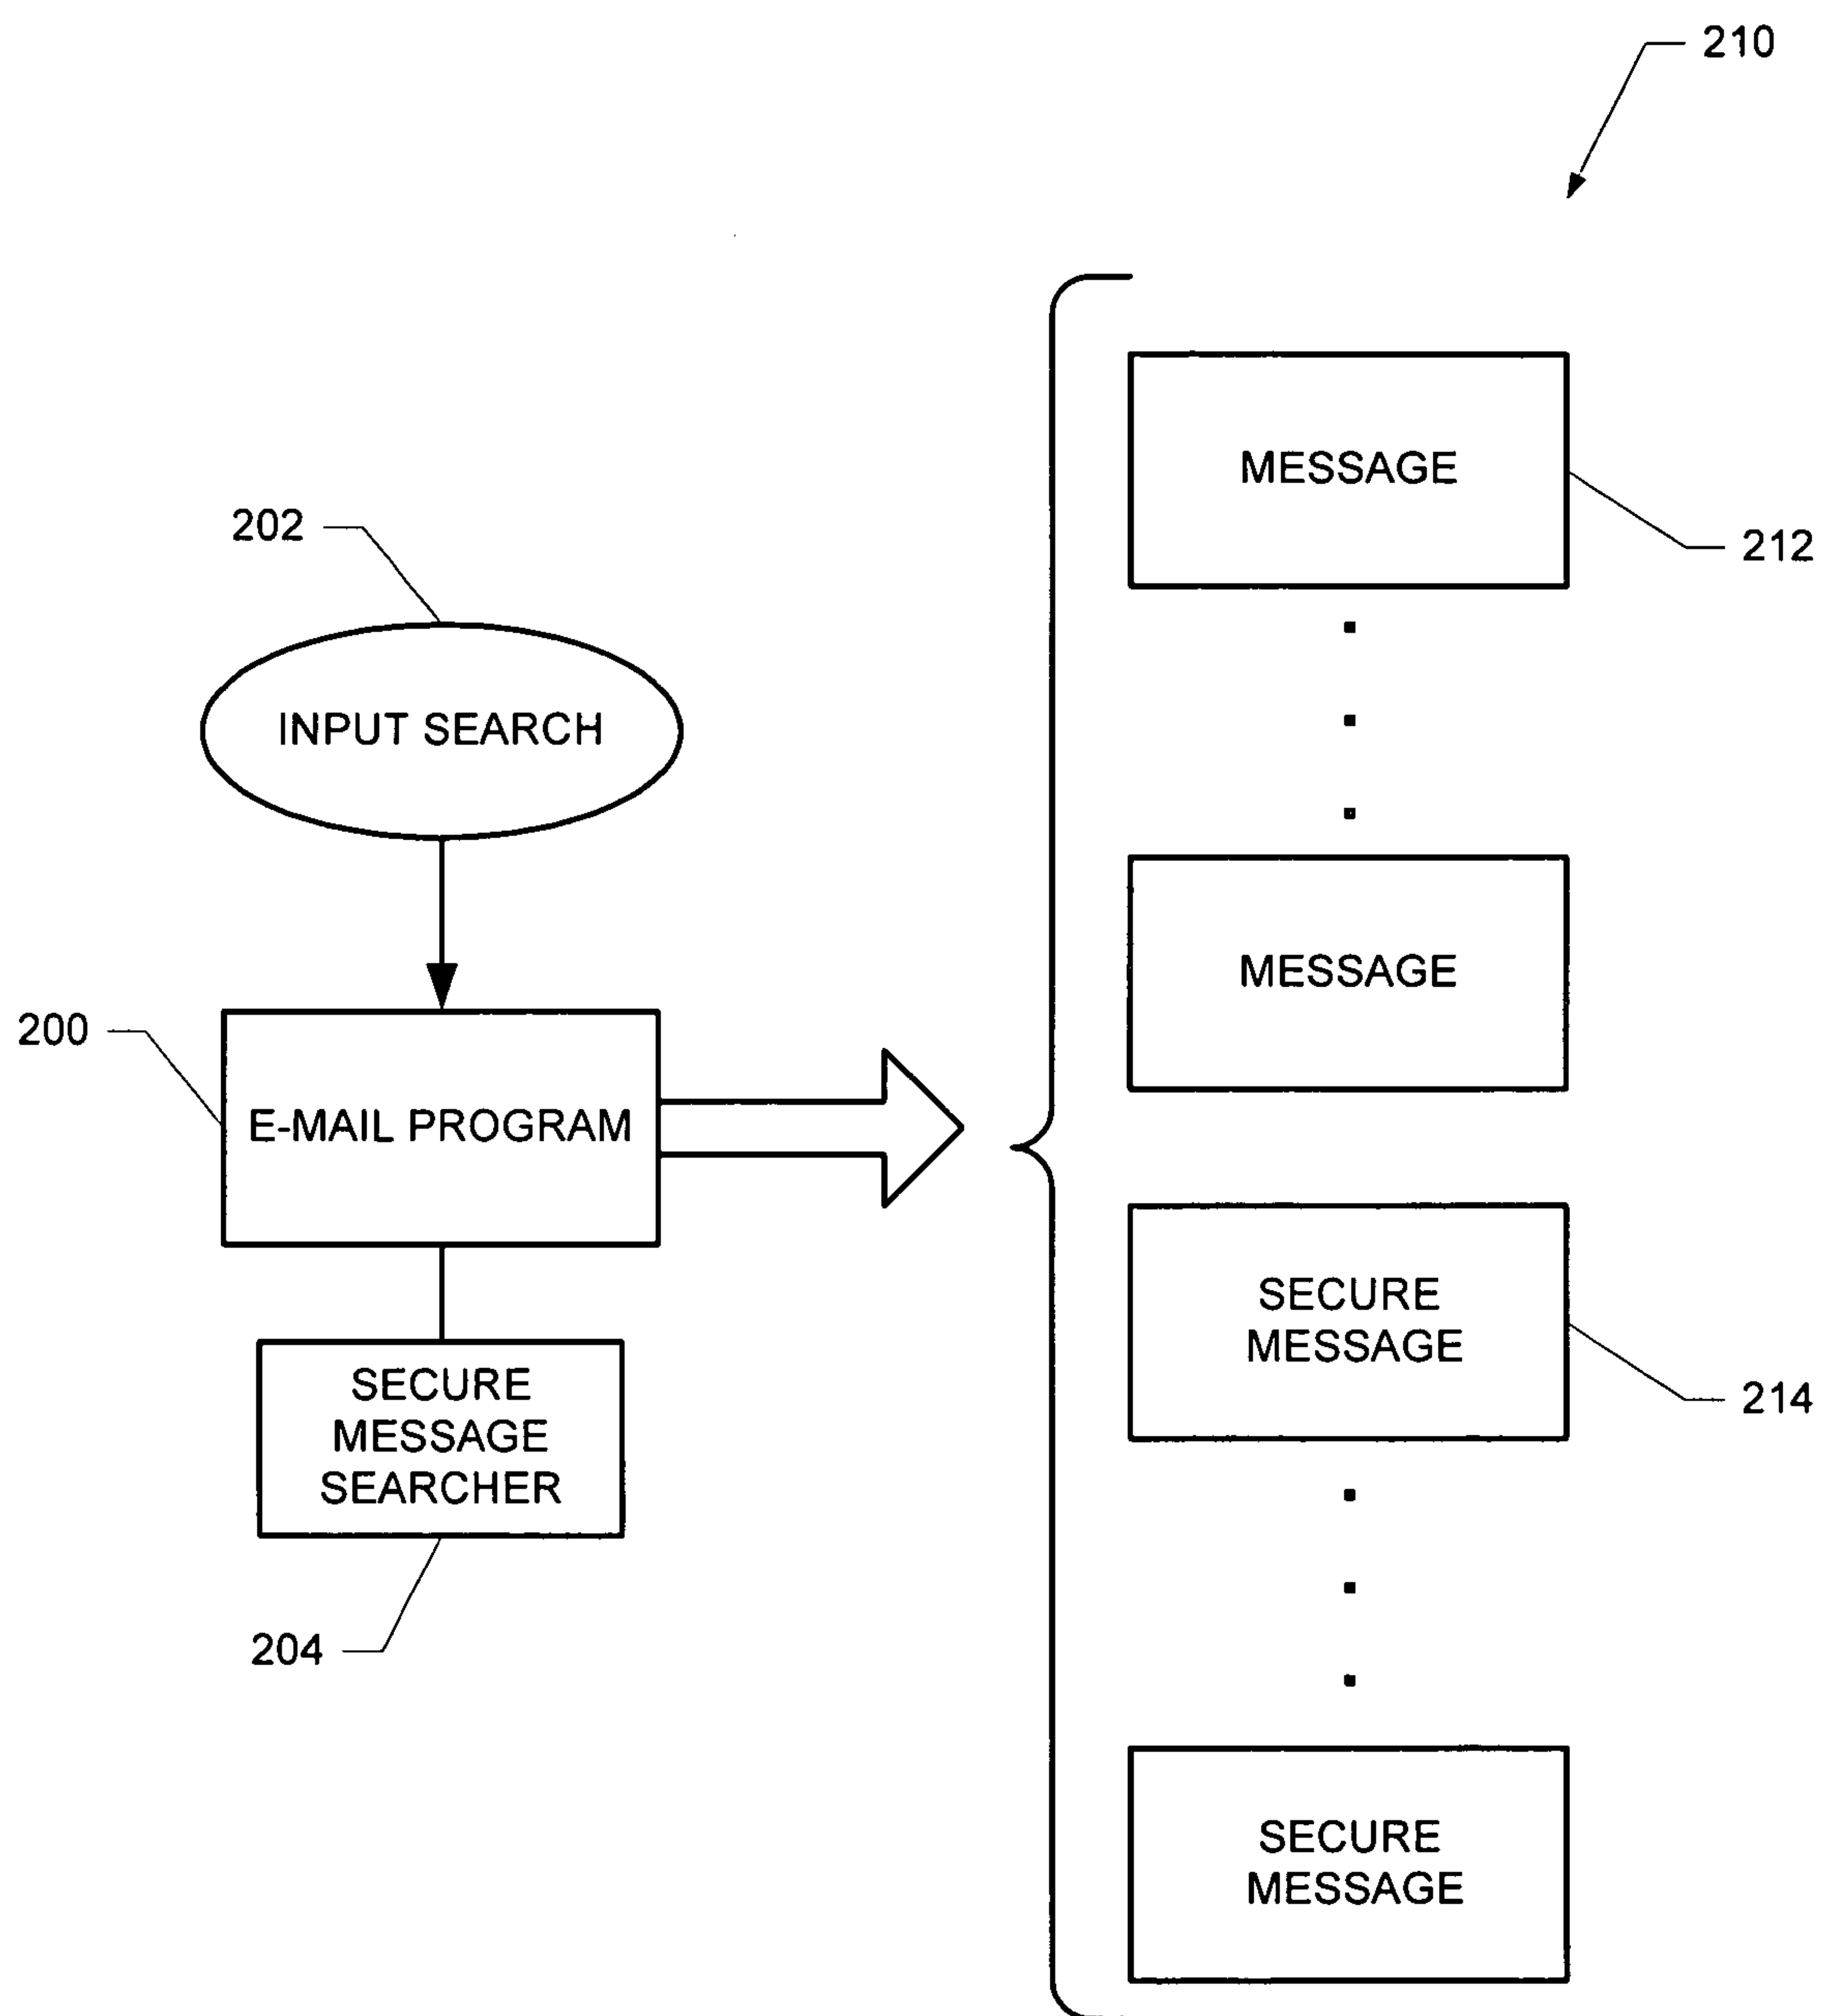 210
MESSAGE
212
202
INPUT SEARCH
MESSAGE
200
E-MAIL PROGRAM
SECURE
MESSAGE
214
SECURE
MESSAGE
SEARCHER
204
SECURE
MESSAGE